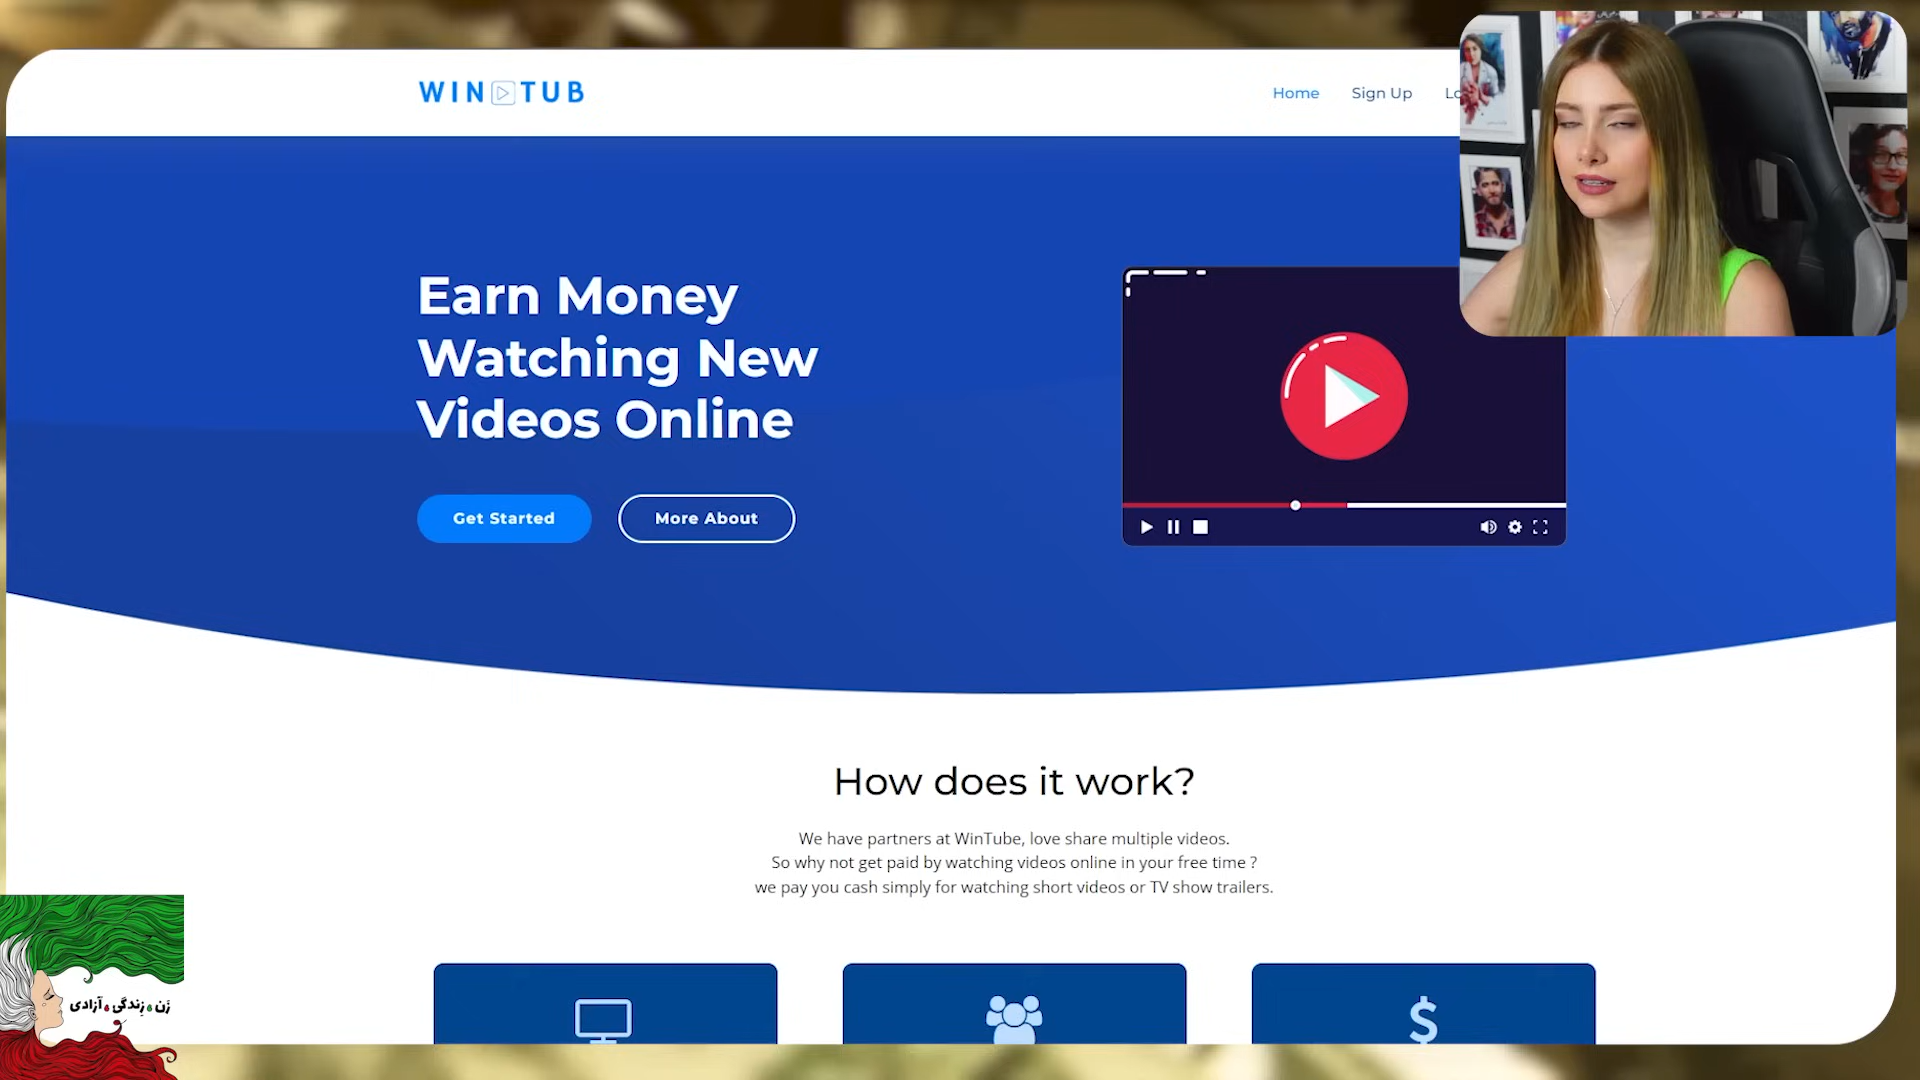 WIN TUB
Home
Sign Up
Earn Money
Watching New
Videos Online
Get Started
More About
How does it work?
We have partners at WinTube, love share multiple videos.
So why not get paid by watching videos online in your free time ?
we pay you cash simply for watching short videos or TV show trailers.
زن، زندگی، آزادی